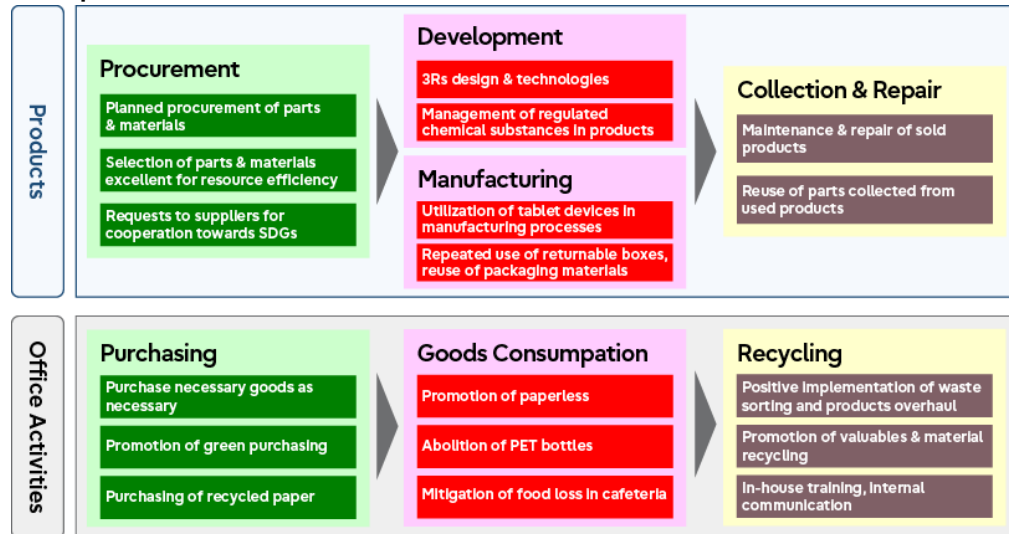 Products
Procurement
Planned procurement of parts
& materials
Selection of parts & materials
excellent for resource efficiency
Requests to suppliers for
cooperation towards SDGs
Development
3Rs design & technologies
Management of regulated
chemical substances in products
Manufacturing
Utilization of tablet devices in
manufacturing processes
Repeated use of returnable boxes,
reuse of packaging materials
Collection & Repair
Maintenance & repair of sold
products
Reuse of parts collected from
used products
Office Activities
Purchasing
Purchase necessary goods as
necessary
Promotion of green purchasing
Purchasing of recycled paper
Goods Consumpation
Promotion of paperless
Abolition of PET bottles
Mitigation of food loss in cafeteria
Recycling
Positive implementation of waste
sorting and products overhaul
Promotion of valuables & material
recycling
In-house training, internal
communication